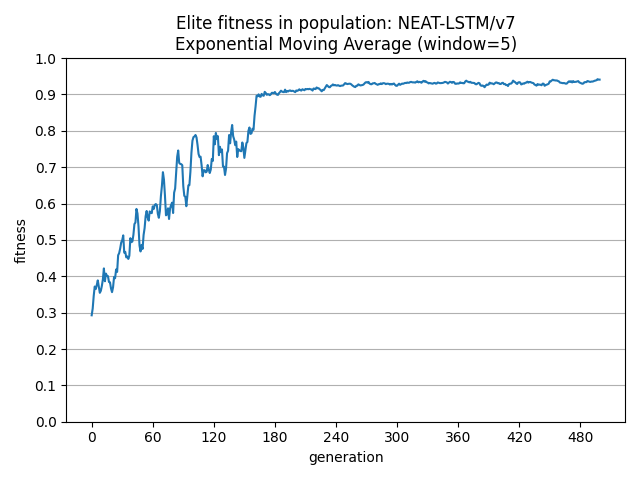 Elite fitness in population: NEAT-LSTM/v7
Exponential Moving Average (window=5)
fitness
1.0
0.9
0.8
0.7
0.6
0.5
0.4
0.3
0.2
0.1
0.0
0 60 120 180 240 300 360 420 480
generation